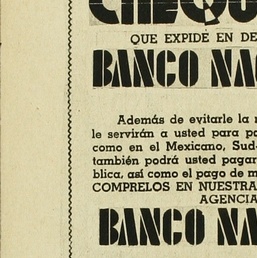 CHEQU
QUE EXPIDE EN DE
BANCO NA
Además de evitarle la
le servirán a usted para
como en el Mexicano, Sud-
también podrá usted pagar
blica, así como el pago de
COMPRELOS EN NUESTRA
AGENCIA
BANCO NA